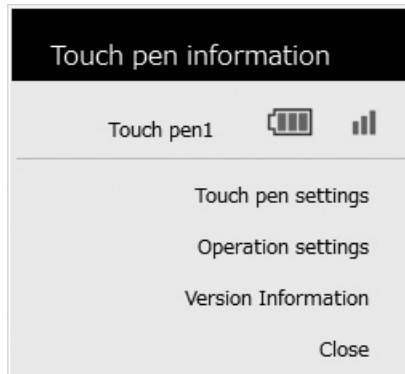 Touch pen information
Touch pen1
Touch pen settings
Operation settings
Version Information
Close